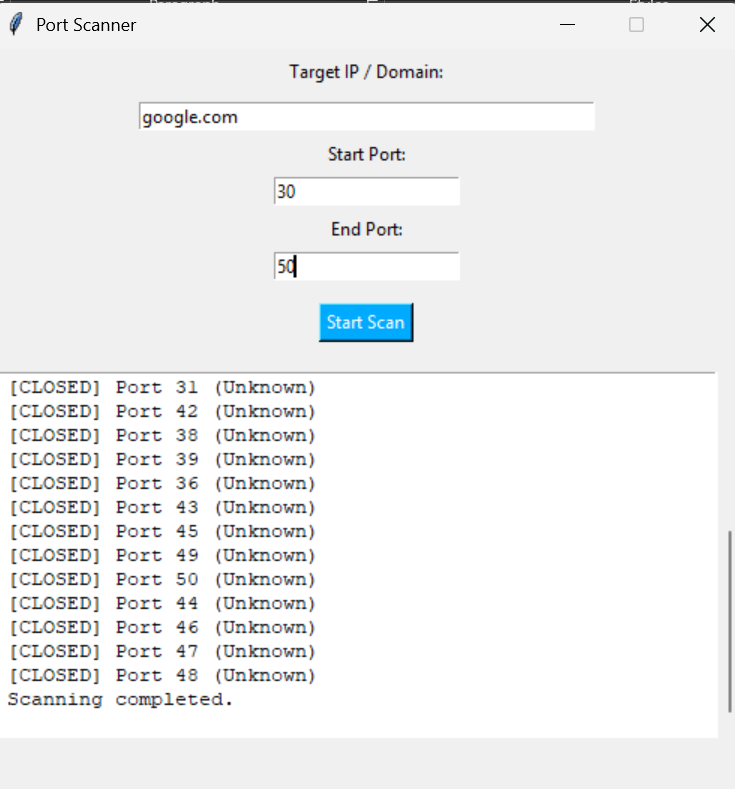 Port Scanner
Target IP / Domain:
google.com
Start Port:
30
End Port:
50
Start Scan
[CLOSED] Port 31 (Unknown)
[CLOSED] Port 42 (Unknown)
[CLOSED] Port 38 (Unknown)
[CLOSED] Port 39 (Unknown)
[CLOSED] Port 36 (Unknown)
[CLOSED] Port 43 (Unknown)
[CLOSED] Port 45 (Unknown)
[CLOSED] Port 49 (Unknown)
[CLOSED] Port 50 (Unknown)
[CLOSED] Port 44 (Unknown)
[CLOSED] Port 46 (Unknown)
[CLOSED] Port 47 (Unknown)
[CLOSED] Port 48 (Unknown)
Scanning completed.